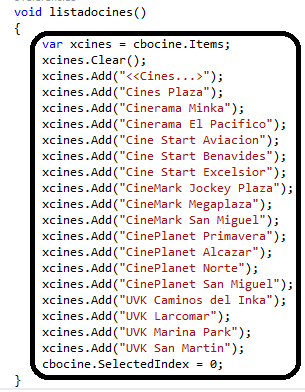 void listadocines()
{
var xcines = cbocine.Items;
xcines.Clear();
xcines.Add("<<Cines...>");
xcines.Add("Cines Plaza");
xcines.Add("Cinerama Minka");
xcines.Add("Cinerama El Pacifico");
xcines.Add("Cine Start Aviacion");
xcines.Add("Cine Start Benavides");
xcines.Add("Cine Start Excelsior");
xcines.Add("CineMark Jockey Plaza");
xcines.Add("CineMark Megaplaza");
xcines.Add("CineMark San Miguel");
xcines.Add("CinePlanet Primavera");
xcines.Add("CinePlanet Alcazar");
xcines.Add("CinePlanet Norte");
xcines.Add("CinePlanet San Miguel");
xcines.Add("UVK Caminos del Inka");
xcines.Add("UVK Larcomar");
xcines.Add("UVK Marina Park");
xcines.Add("UVK San Martin");
cbocine.SelectedIndex = 0;
}